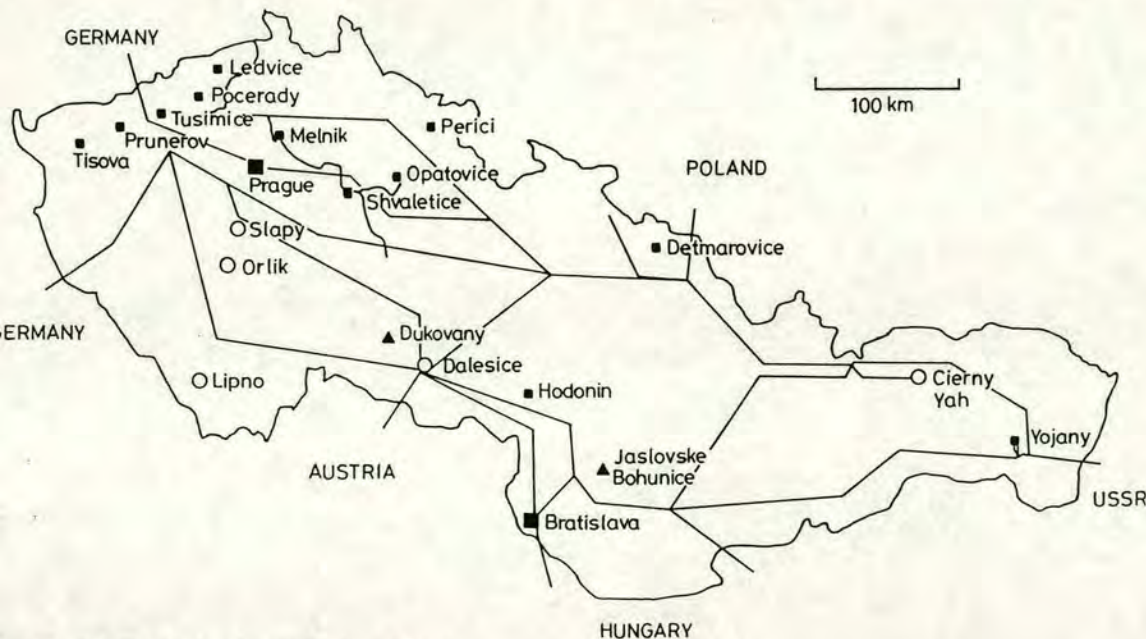 GERMANY
Ledvice
Pocerady
Tusimice
Prunerov
Tisova
Melnik
Perici
Prague
Opatovice
Shvaletice
100 km
POLAND
Slapy
Orlik
Detmarovice
GERMANY
Dukovany
Dalesice
Lipno
Hodonin
Cierny
Yah
Yojany
AUSTRIA
Jaslovske
Bohunice
USSR
Bratislava
HUNGARY